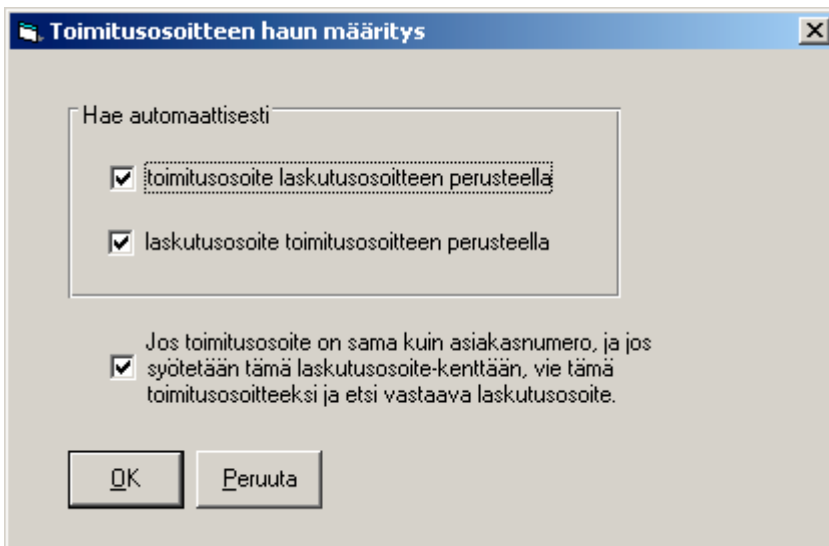 Toimitusosoitteen haun määritys
Hae automaattisesti
toimitusosoite laskutusosoitteen perusteella
laskutusosoite toimitusosoitteen perusteella
Jos toimitusosoite on sama kuin asiakasnumero, ja jos
syötetään tämä laskutusosoite-kenttään, vie tämä
toimitusosoitteeksi ja etsi vastaava laskutusosoite.
OK
Peruuta